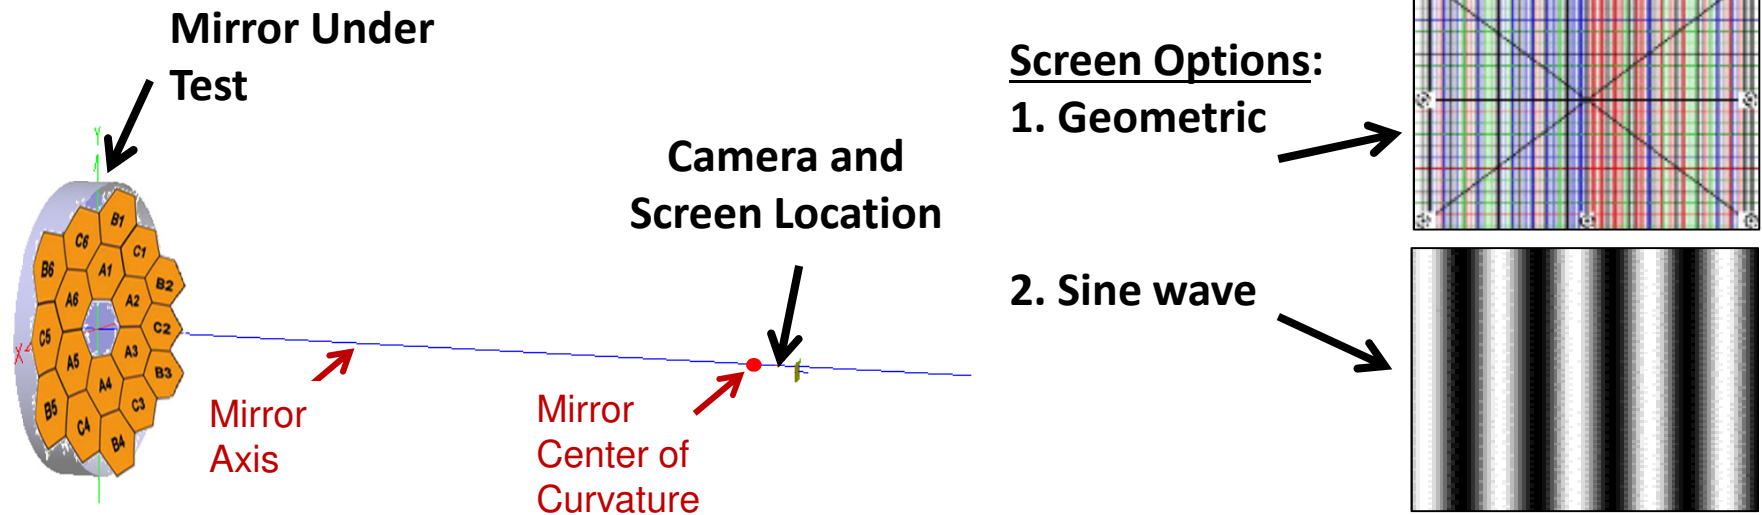 Mirror Under
Test
Camera and
Screen Location
Screen Options:
1. Geometric
2. Sine wave
Mirror
Axis
Mirror
Center of
Curvature
Y
X
B1
C6
C1
B6
A1
B2
A6
A2
C5
C2
A5
A3
B3
A4
B5
C3
C4
B4